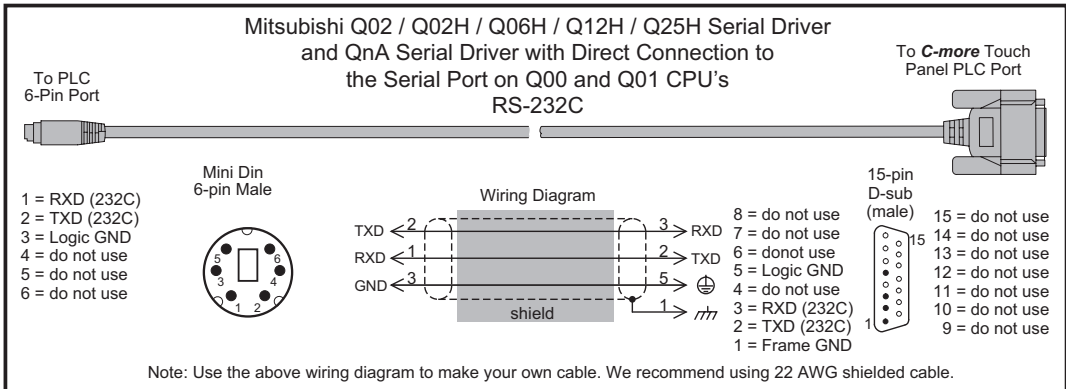 Mitsubishi Q02 / Q02H / Q06H / Q12H / Q25H Serial Driver
and QnA Serial Driver with Direct Connection to
the Serial Port on Q00 and Q01 CPU's
RS-232C
To PLC
6-Pin Port
To C-more Touch
Panel PLC Port
1 = RXD (232C)
2 = TXD (232C)
3 = Logic GND
4 = do not use
5 = do not use
6 = do not use
Mini Din
6-pin Male
5 6
3 4
1 2
Wiring Diagram
TXD 2 3 RXD
RXD 1 2 TXD
GND 3 5
1
shield
8 = do not use
7 = do not use
6 = donot use
5 = Logic GND
4 = do not use
3 = RXD (232C)
2 = TXD (232C)
1 = Frame GND
15-pin
D-sub
(male)
15
1
15 = do not use
14 = do not use
13 = do not use
12 = do not use
11 = do not use
10 = do not use
9 = do not use
Note: Use the above wiring diagram to make your own cable. We recommend using 22 AWG shielded cable.